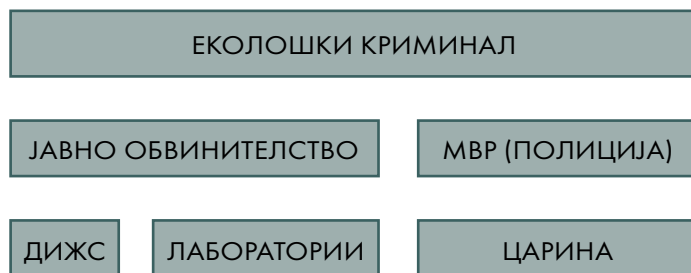 ЕКОЛОШКИ КРИМИНАЛ
ЈАВНО ОБВИНИТЕЛСТВО
МВР (ПОЛИЦИЈА)
ДИЖС
ЛАБОРАТОРИИ
ЦАРИНА